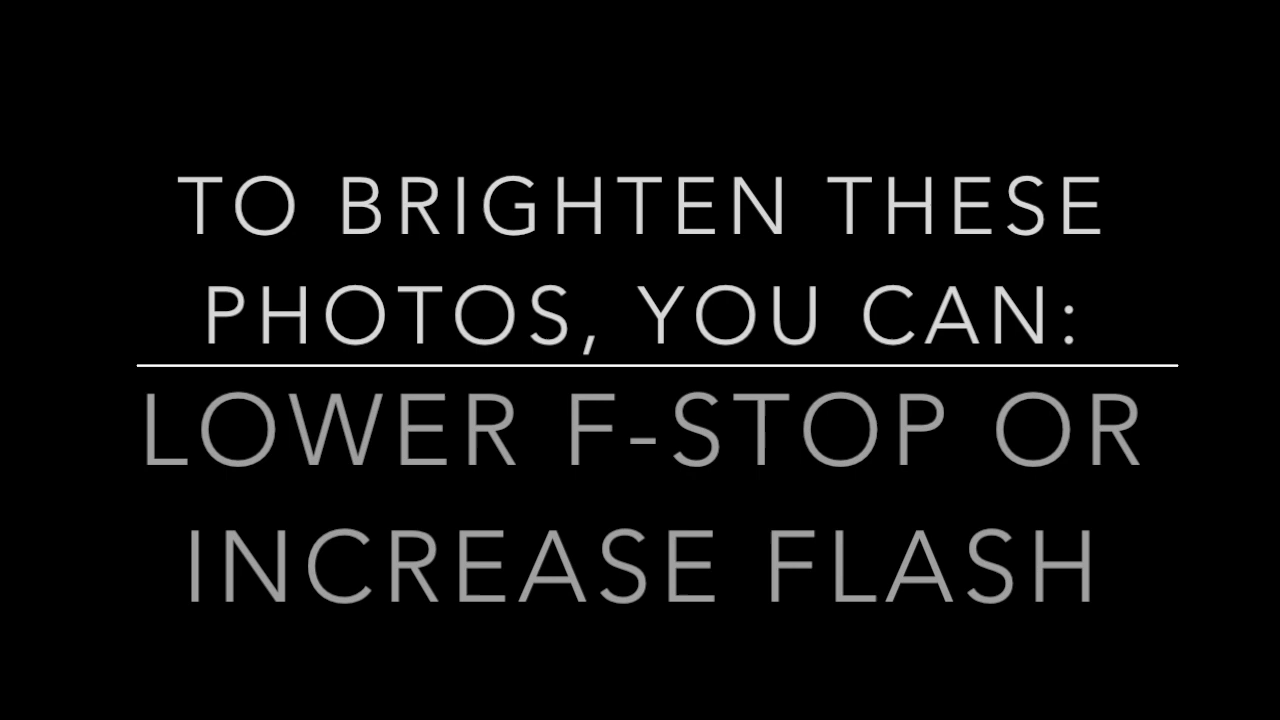 TO BRIGHTEN THESE
PHOTOS, YOU CAN:
LOWER F-STOP OR
INCREASE FLASH